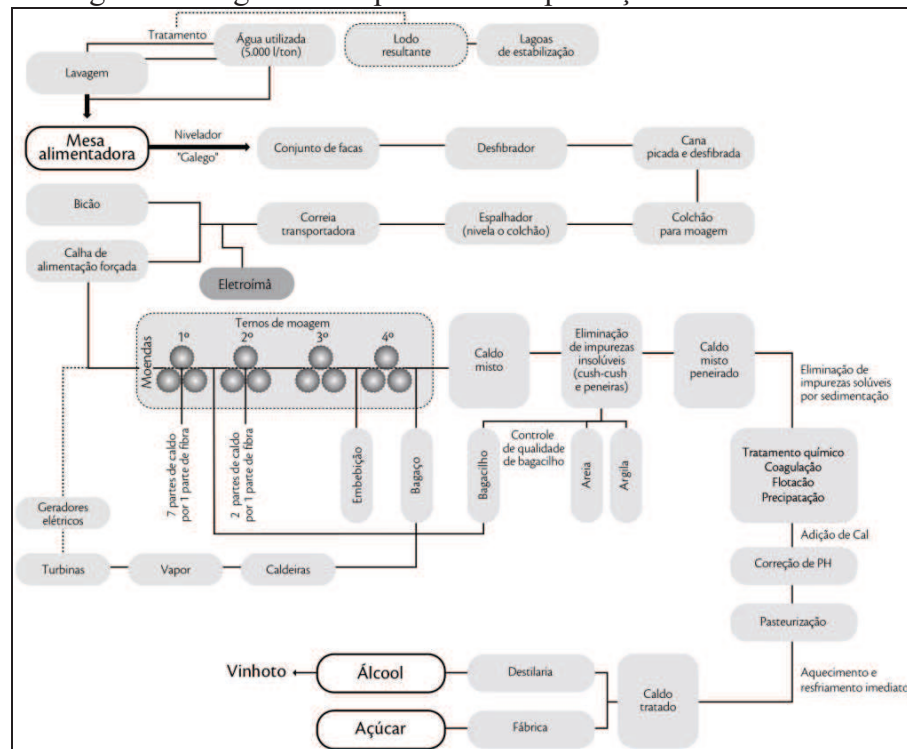 Tratamento
Água utilizada
(5.000 l/ton)
Lodo
resultante
Lagoas
de estabilização
Lavagem
Mesa
alimentadora
Nivelador
"Galego"
Conjunto de facas
Desfibrador
Cana
picada e desfibrada
Bicão
Correia
transportadora
Espalhador
(nivela o colchão)
Colchão
para moagem
Calha de
alimentação forçada
Eletroímã
Ternos de moagem
Moendas
1º
2º
3º
4º
Caldo
misto
Eliminação
de impurezas
insolúveis
(cush-cush
e peneiras)
Caldo
misto
peneirado
Eliminação de
impurezas solúveis
por sedimentação
7 partes de caldo
por 1 parte de fibra
2 partes de caldo
por 1 parte de fibra
Embebição
Bagaço
Bagacilho
Controle
de qualidade
de bagacilho
Areia
Argila
Tratamento químico
Coagulação
Flotacão
Precipatação
Geradores
elétricos
Adição de Cal
Turbinas
Vapor
Caldeiras
Correção de PH
Pasteurização
Vinhoto
Álcool
Destilaria
Aquecimento e
resfriamento imediato
Caldo
tratado
Açúcar
Fábrica